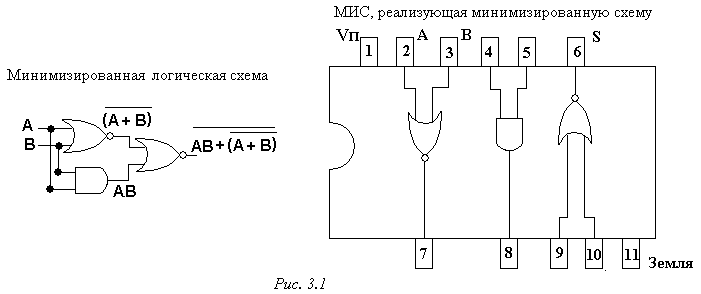 МИС, реализующая минимизированную схему
Vп 1 2 A 3 B 4 5 6 S
Минимизированная логическая схема
(A + B)
A
B
AB + (A + B)
AB
7 8 9 10 11 Земля
Рис. 3.1